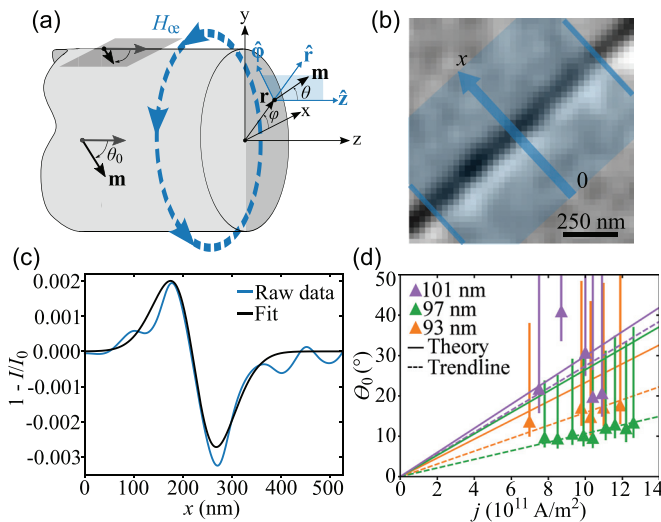 (a)
H_œ
y
φ̂
r̂
m
r
θ
ẑ
φ
x
z
θ₀
m
(b)
x
0
250 nm
(c)
0.002
0.001
0.000
-0.001
-0.002
-0.003
1 - I/I₀
Raw data
Fit
0 100 200 300 400 500
x (nm)
(d)
50
40
30
20
10
0
Θ₀ (°)
101 nm
97 nm
93 nm
Theory
Trendline
0 2 4 6 8 10 12 14
j (10¹¹ A/m²)